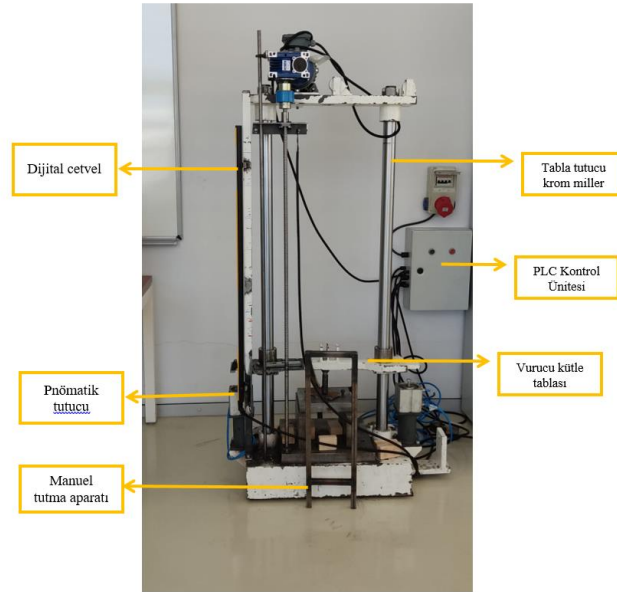 Dijital cetvel
Tabla tutucu
krom miller
PLC Kontrol
Ünitesi
Vurucu kütle
tablası
Pnömatik
tutucu
Manuel
tutma aparatı